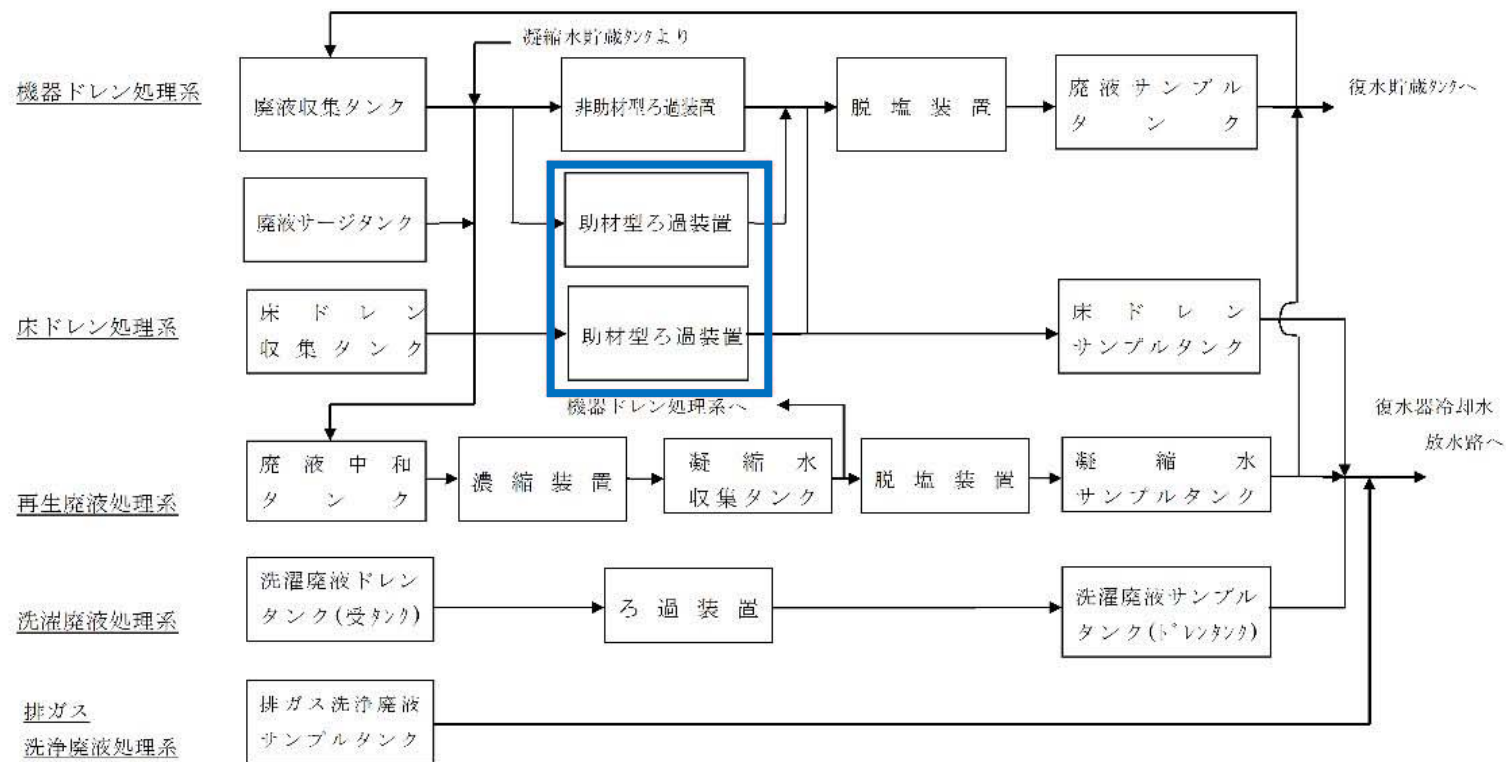 凝縮水貯蔵タンクより
機器ドレン処理系
廃液収集タンク
非助材型ろ過装置
脱塩装置
廃液サンプル
タンク
復水貯蔵タンクへ
廃液サージタンク
助材型ろ過装置
床ドレン処理系
床ドレン
収集タンク
助材型ろ過装置
床ドレン
サンプルタンク
機器ドレン処理系へ
復水器冷却水
放水路へ
再生廃液処理系
廃液中和
タンク
濃縮装置
凝縮水
収集タンク
脱塩装置
凝縮水
サンプルタンク
洗濯廃液処理系
洗濯廃液ドレン
タンク(受タンク)
ろ過装置
洗濯廃液サンプル
タンク(ドレンタンク)
排ガス
洗浄廃液処理系
排ガス洗浄廃液
サンプルタンク